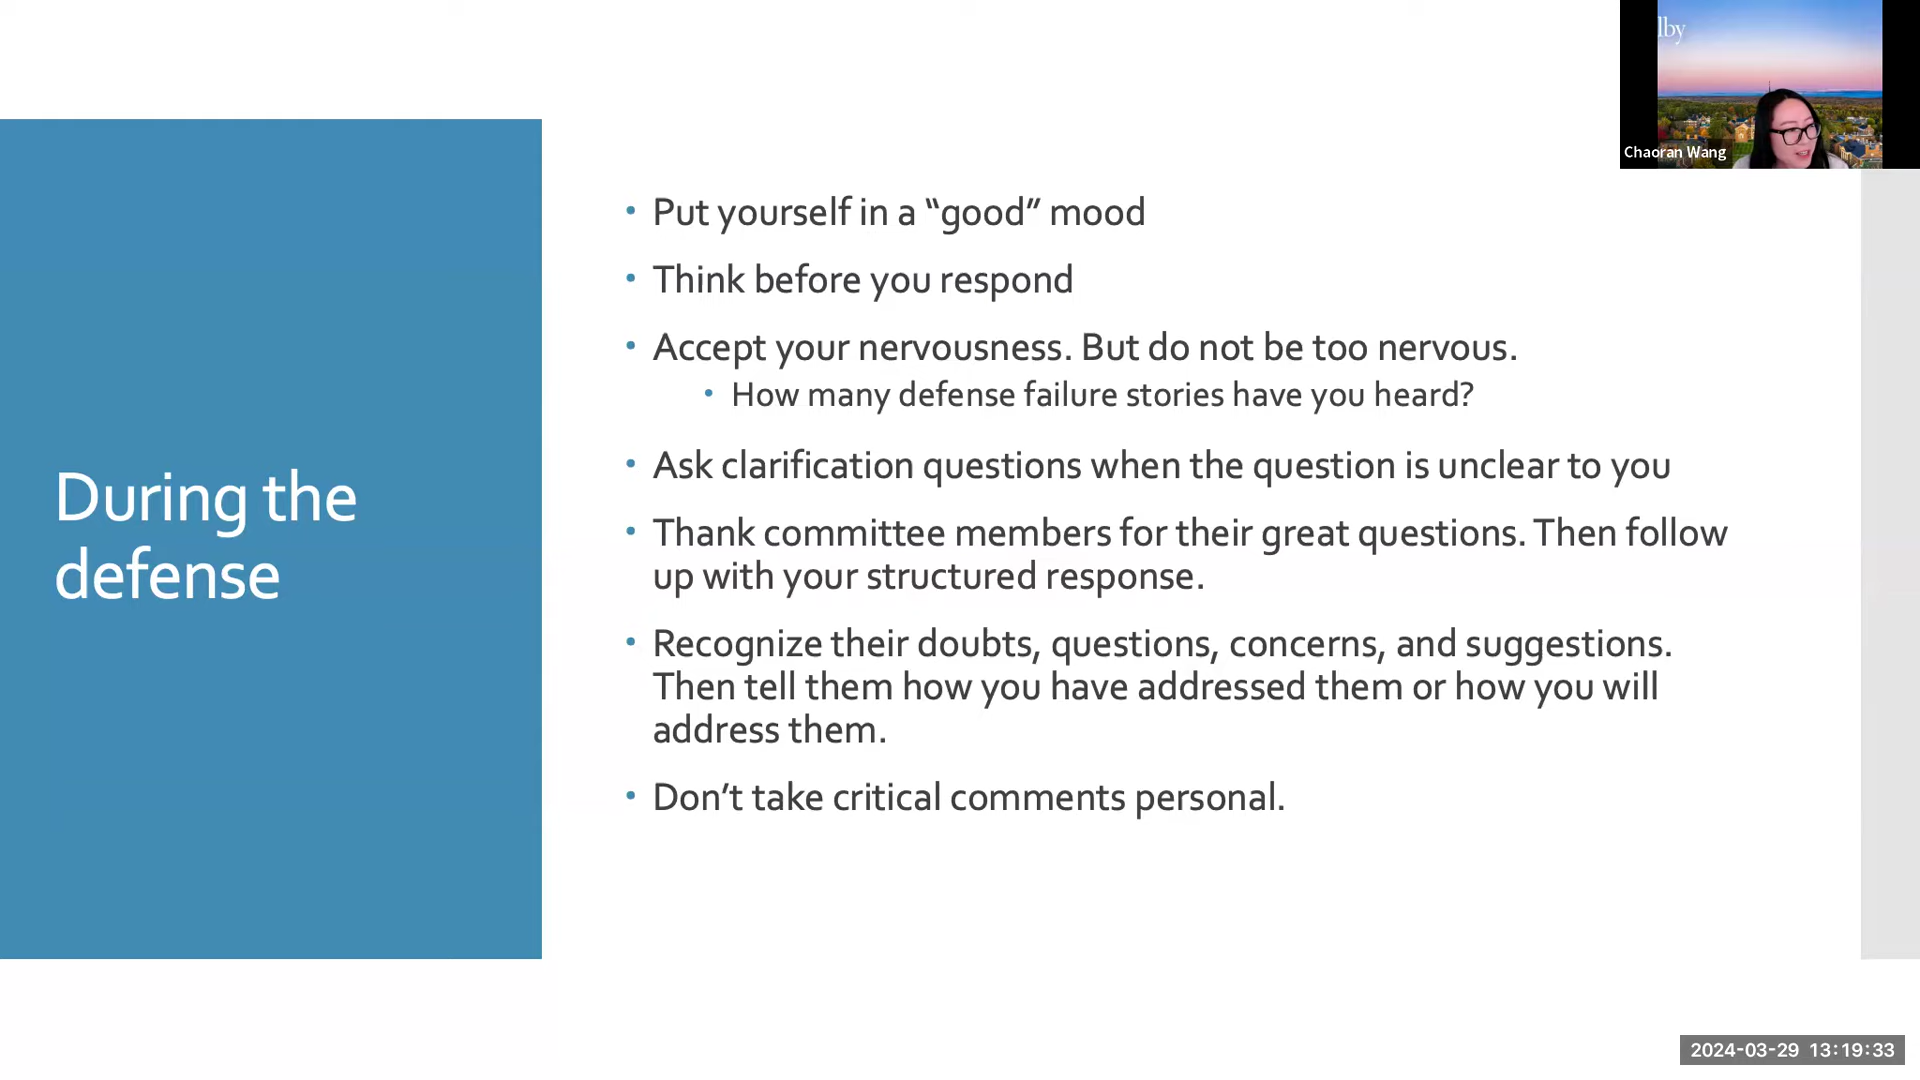 lby
Chaoran Wang
During the
defense
• Put yourself in a “good” mood
• Think before you respond
• Accept your nervousness. But do not be too nervous.
• How many defense failure stories have you heard?
• Ask clarification questions when the question is unclear to you
• Thank committee members for their great questions. Then follow
up with your structured response.
• Recognize their doubts, questions, concerns, and suggestions.
Then tell them how you have addressed them or how you will
address them.
• Don’t take critical comments personal.
2024-03-29 13:19:33